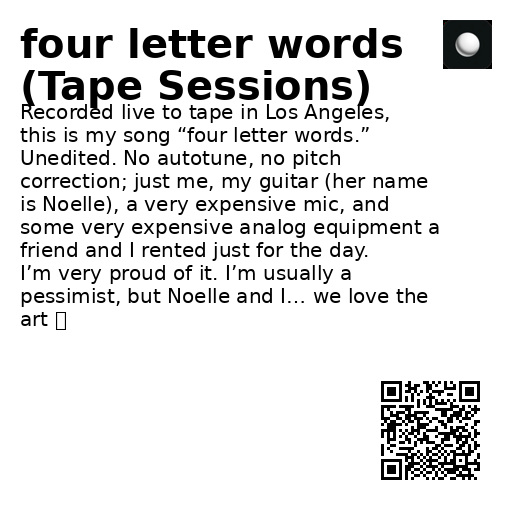 four letter words
(Tape Sessions)
Recorded live to tape in Los Angeles,
this is my song “four letter words.”
Unedited. No autotune, no pitch
correction; just me, my guitar (her name
is Noelle), a very expensive mic, and
some very expensive analog equipment a
friend and I rented just for the day.
I’m very proud of it. I’m usually a
pessimist, but Noelle and I… we love the
art